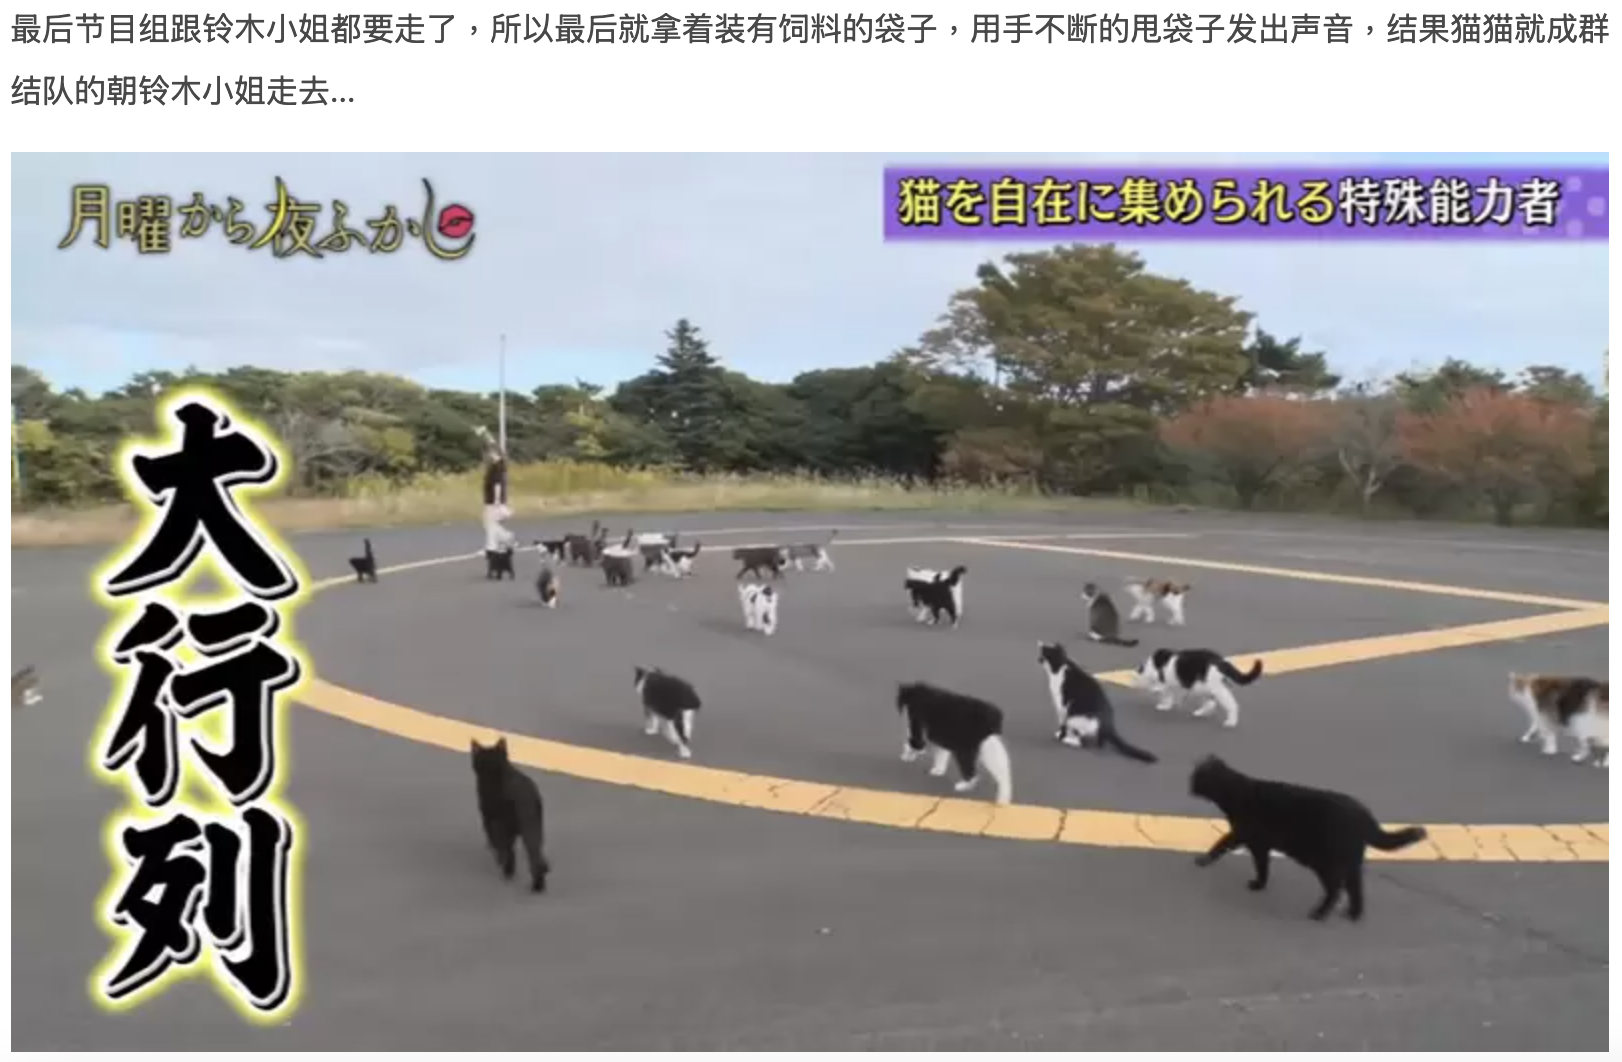 最后节目组跟铃木小姐都要走了，所以最后就拿着装有饲料的袋子，用手不断的甩袋子发出声音，结果猫猫就成群
结队的朝铃木小姐走去...
月曜から夜ふかし
猫を自在に集められる特殊能力者
大行列